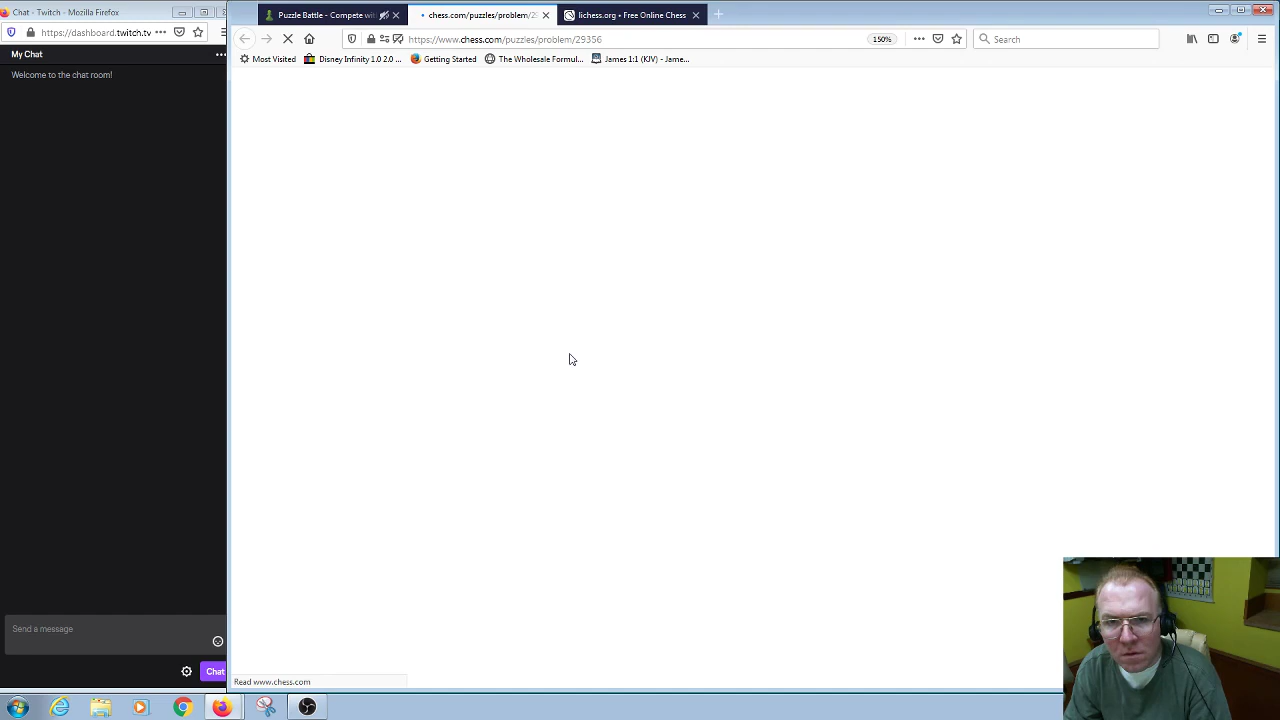 Chat - Twitch - Mozilla Firefox
https://dashboard.twitch.tv
My Chat
Welcome to the chat room!
Send a message
Chat
Puzzle Battle - Compete wit
chess.com/puzzles/problem/29
lichess.org • Free Online Chess
https://www.chess.com/puzzles/problem/29356
150%
Search
Most Visited
Disney Infinity 1.0 2.0 ...
Getting Started
The Wholesale Formul...
James 1:1 (KJV) - Jame...
Read www.chess.com